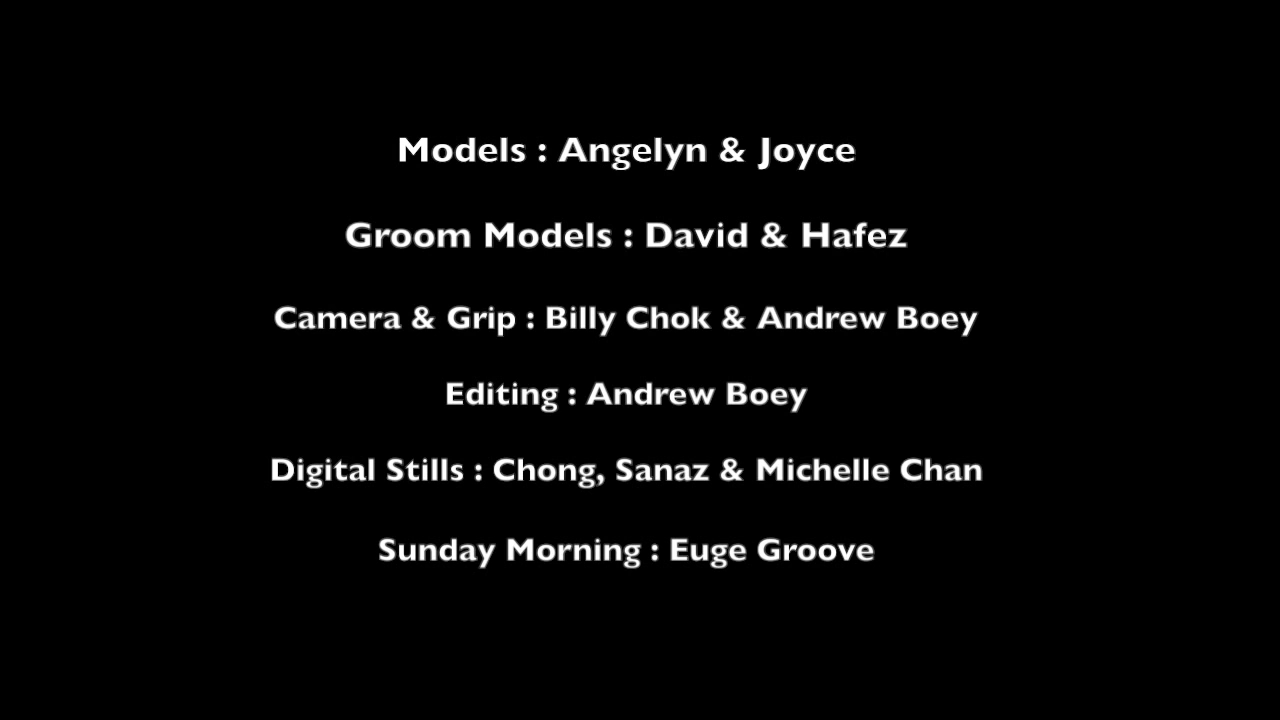 Models : Angelyn & Joyce
Groom Models : David & Hafez
Camera & Grip : Billy Chok & Andrew Boey
Editing : Andrew Boey
Digital Stills : Chong, Sanaz & Michelle Chan
Sunday Morning : Euge Groove